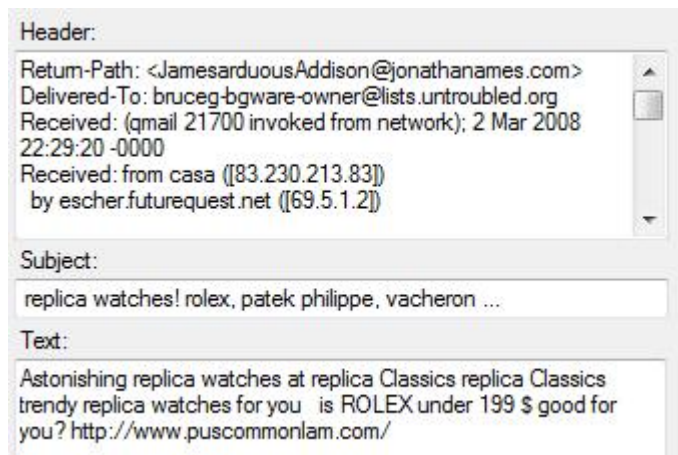 Header:
Return-Path: <JamesarduousAddison@jonathanames.com>
Delivered-To: bruceg-bgware-owner@lists.untroubled.org
Received: (qmail 21700 invoked from network); 2 Mar 2008
22:29:20 -0000
Received: from casa ([83.230.213.83])
by escher.futurequest.net ([69.5.1.2])
Subject:
replica watches! rolex, patek philippe, vacheron ...
Text:
Astonishing replica watches at replica Classics replica Classics
trendy replica watches for you   is ROLEX under 199 $ good for
you? http://www.puscommonlam.com/